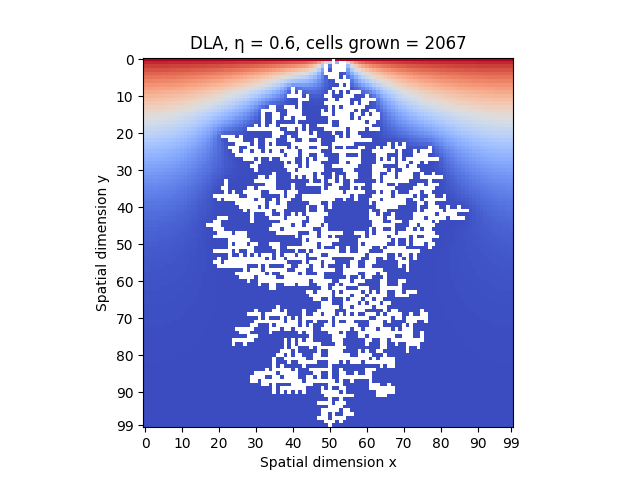 DLA, η = 0.6, cells grown = 2067
0
10
20
30
40
50
60
70
80
90
99
Spatial dimension y
0 10 20 30 40 50 60 70 80 90 99
Spatial dimension x